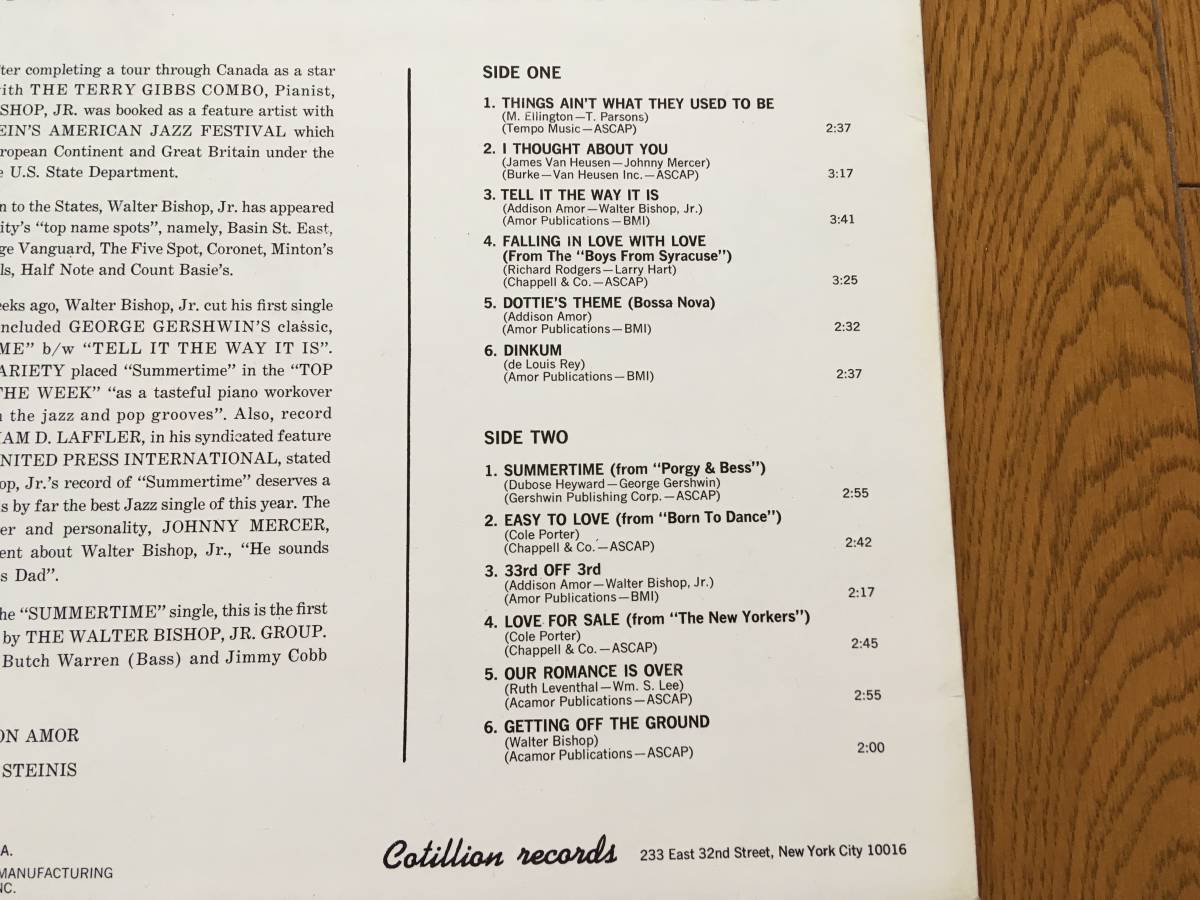 ter completing a tour through Canada as a star
ith THE TERRY GIBBS COMBO, Pianist,
SHOP, JR. was booked as a feature artist with
EIN'S AMERICAN JAZZ FESTIVAL which
ropean Continent and Great Britain under the
e U.S. State Department.
n to the States, Walter Bishop, Jr. has appeared
ity's “top name spots”, namely, Basin St. East,
ge Vanguard, The Five Spot, Coronet, Minton's
ls, Half Note and Count Basie's.
eeks ago, Walter Bishop, Jr. cut his first single
included GEORGE GERSHWIN'S classic,
ME” b/w “TELL IT THE WAY IT IS”.
ARIETY placed “Summertime” in the “TOP
THE WEEK” “as a tasteful piano workover
n the jazz and pop grooves”. Also, record
IAM D. LAFFLER, in his syndicated feature
NITED PRESS INTERNATIONAL, stated
op, Jr.'s record of “Summertime” deserves a
s by far the best Jazz single of this year. The
er and personality, JOHNNY MERCER,
ent about Walter Bishop, Jr., “He sounds
s Dad”.
he “SUMMERTIME” single, this is the first
by THE WALTER BISHOP, JR. GROUP.
Butch Warren (Bass) and Jimmy Cobb
ON AMOR
STEINIS
A.
MANUFACTURING
NC.
SIDE ONE
1. THINGS AIN'T WHAT THEY USED TO BE
(M. Ellington—T. Parsons)
(Tempo Music—ASCAP) 2:37
2. I THOUGHT ABOUT YOU
(James Van Heusen—Johnny Mercer)
(Burke—Van Heusen Inc.—ASCAP) 3:17
3. TELL IT THE WAY IT IS
(Addison Amor—Walter Bishop, Jr.)
(Amor Publications—BMI) 3:41
4. FALLING IN LOVE WITH LOVE
(From The “Boys From Syracuse”)
(Richard Rodgers—Larry Hart)
(Chappell & Co.—ASCAP) 3:25
5. DOTTIE'S THEME (Bossa Nova)
(Addison Amor)
(Amor Publications—BMI) 2:32
6. DINKUM
(de Louis Rey)
(Amor Publications—BMI) 2:37
SIDE TWO
1. SUMMERTIME (from “Porgy & Bess”)
(Dubose Heyward—George Gershwin)
(Gershwin Publishing Corp.—ASCAP) 2:55
2. EASY TO LOVE (from “Born To Dance”)
(Cole Porter)
(Chappell & Co.—ASCAP) 2:42
3. 33rd OFF 3rd
(Addison Amor—Walter Bishop, Jr.)
(Amor Publications—BMI) 2:17
4. LOVE FOR SALE (from “The New Yorkers”)
(Cole Porter)
(Chappell & Co.—ASCAP) 2:45
5. OUR ROMANCE IS OVER
(Ruth Leventhal—Wm. S. Lee)
(Acamor Publications—ASCAP) 2:55
6. GETTING OFF THE GROUND
(Walter Bishop)
(Acamor Publications—ASCAP) 2:00
Cotillion records 233 East 32nd Street, New York City 10016